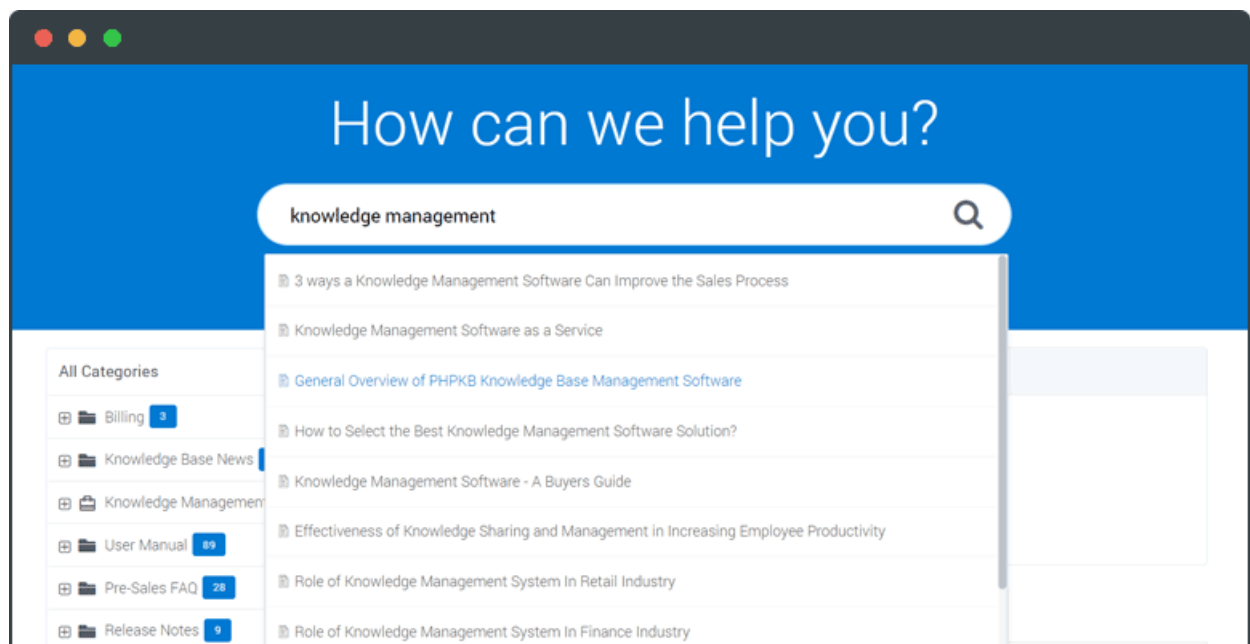 How can we help you?
knowledge management
3 ways a Knowledge Management Software Can Improve the Sales Process
Knowledge Management Software as a Service
General Overview of PHPKB Knowledge Base Management Software
How to Select the Best Knowledge Management Software Solution?
Knowledge Management Software - A Buyers Guide
Effectiveness of Knowledge Sharing and Management in Increasing Employee Productivity
Role of Knowledge Management System In Retail Industry
Role of Knowledge Management System In Finance Industry
All Categories
Billing 3
Knowledge Base News
Knowledge Management
User Manual 89
Pre-Sales FAQ 28
Release Notes 9